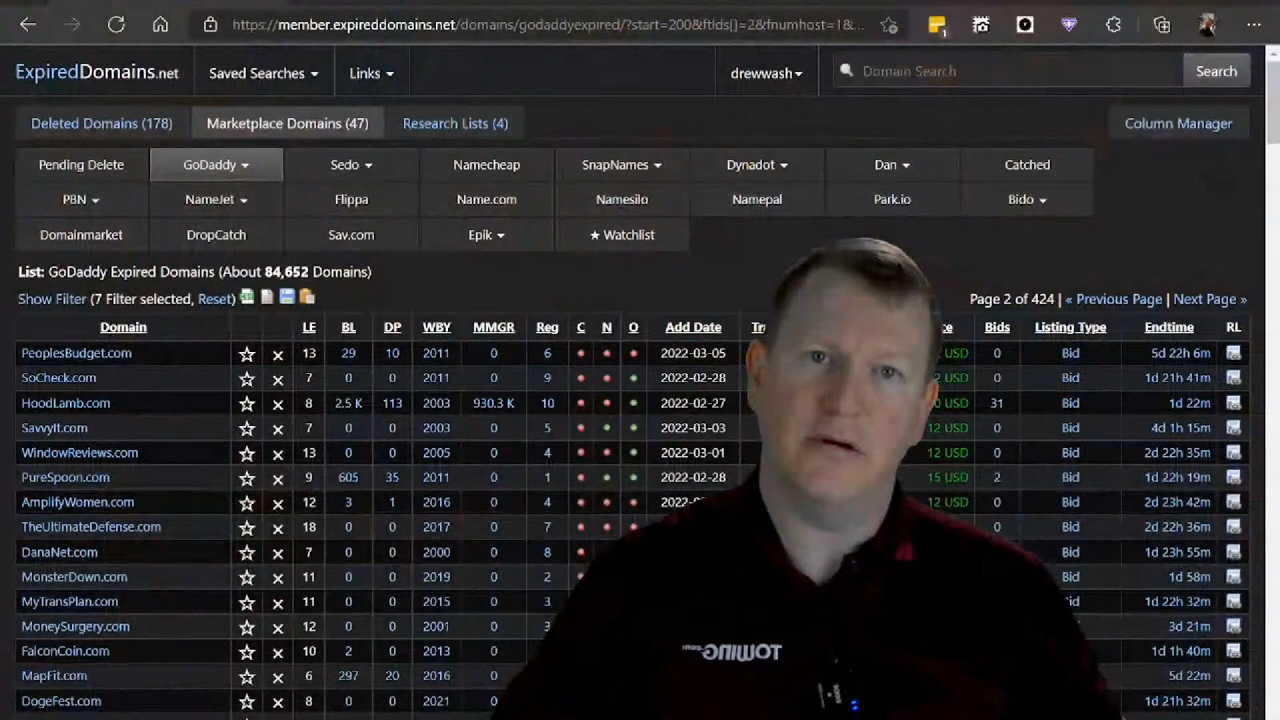 https://member.expireddomains.net/domains/godaddyexpired/?start=200&ftlds[]=2&fnumhost=1&...
1
ExpiredDomains.net Saved Searches Links drewwash Domain Search Search
Deleted Domains (178) Marketplace Domains (47) Research Lists (4) Column Manager
Pending Delete GoDaddy Sedo Namecheap SnapNames Dynadot Dan Catched
PBN NameJet Flippa Name.com Namesilo Namepal Park.io Bido
Domainmarket DropCatch Sav.com Epik ★ Watchlist
List: GoDaddy Expired Domains (About 84,652 Domains)
Show Filter (7 Filter selected, Reset) Page 2 of 424 | « Previous Page | Next Page »
Domain LE BL DP WBY MMGR Reg C N O Add Date Bids Listing Type Endtime RL
PeoplesBudget.com 13 29 10 2011 0 6 2022-03-05 USD 0 Bid 5d 22h 6m
SoCheck.com 7 0 0 2011 0 9 2022-02-28 USD 0 Bid 1d 21h 41m
HoodLamb.com 8 2.5 K 113 2003 930.3 K 10 2022-02-27 USD 31 Bid 1d 22m
SavvyIt.com 7 0 0 2003 0 5 2022-03-03 12 USD 0 Bid 4d 1h 15m
WindowReviews.com 13 0 0 2005 0 4 2022-03-01 12 USD 0 Bid 2d 22h 35m
PureSpoon.com 9 605 35 2011 0 1 2022-02-28 15 USD 2 Bid 1d 22h 19m
AmplifyWomen.com 12 3 1 2016 0 4 12 USD 0 Bid 2d 23h 42m
TheUltimateDefense.com 18 0 0 2017 0 7 0 Bid 2d 22h 36m
DanaNet.com 7 0 0 2000 0 8 Bid 1d 23h 55m
MonsterDown.com 11 0 0 2019 0 2 Bid 1d 58m
MyTransPlan.com 11 0 0 2015 0 3 1d 22h 32m
MoneySurgery.com 12 0 0 2001 0 3 3d 21m
FalconCoin.com 10 2 0 2013 0 1d 1h 40m
MapFit.com 6 297 20 2016 0 5d 22m
DogeFest.com 8 0 0 2021 0 1d 21h 32m
TOWING.com